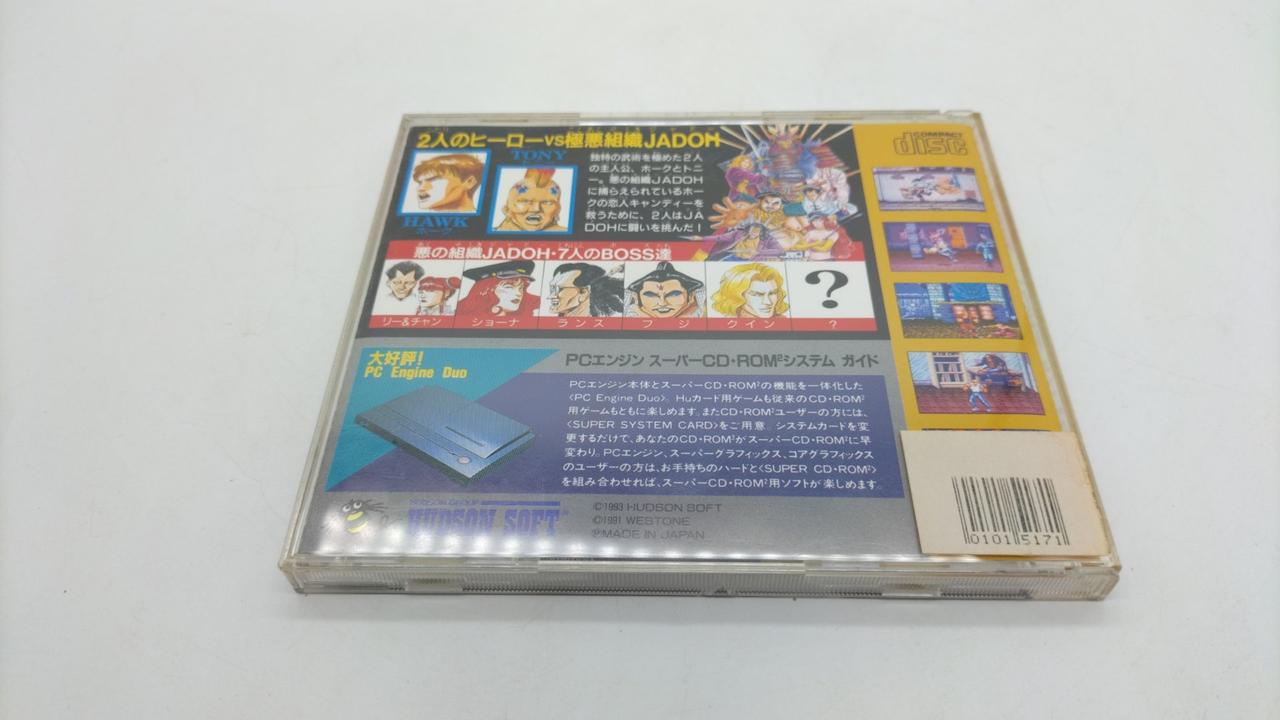 2人のヒーローVS極悪組織JADOH
TONY
HAWK
ホーク
独特の武術を極めた2人
の主人公、ホークとトニ
ー。悪の組織JADOH
に捕らえられているホー
クの恋人キャンディーを
救うために、2人はJA
DOHに闘いを挑んだ!
COMPACT
disc
悪の組織JADOH・7人のBOSS達
リー&チャン
ショーナ
ランス
フジ
クイン
?
?
大好評!
PC Engine Duo
PCエンジン スーパーCD・ROM²システム ガイド
PCエンジン本体とスーパーCD・ROM²の機能を一体化した
〈PC Engine Duo〉。Huカード用ゲームも従来のCD・ROM²
用ゲームもともに楽しめます。またCD・ROM²ユーザーの方には、
〈SUPER SYSTEM CARD〉をご用意。システムカードを変
更するだけで、あなたのCD・ROM²がスーパーCD・ROM²に早
変わり。PCエンジン、スーパーグラフィックス、コアグラフィックス
のユーザーの方は、お手持ちのハードと〈SUPER CD・ROM²〉
を組み合わせれば、スーパーCD・ROM²用ソフトが楽しめます。
HUDSON GROUP
HUDSON SOFT
©1993 HUDSON SOFT
©1991 WESTONE
℗MADE IN JAPAN
01015171